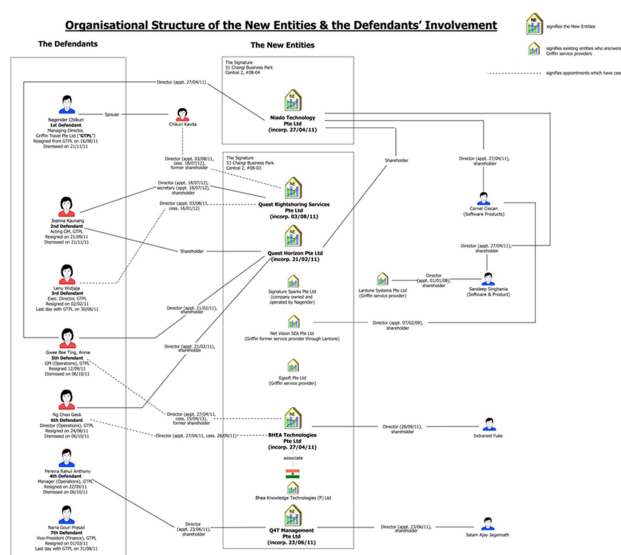 Organisational Structure of the New Entities & the Defendants' Involvement
signifies the New Entities
signifies existing entities who are/were
Griffin service providers
signifies appointments which have cea
The Defendants
The New Entities
Nagender Chilkuri
1st Defendant
Managing Director,
Griffin Travel Pte Ltd ("GTPL")
Resigned from GTPL on 16/08/11
Dismissed on 21/11/11
Spouse
Chilkuri Kavita
Director (appt. 27/04/11)
The Signature
51 Changi Business Park
Central 2, #08-04
NE
Niado Technology
Pte Ltd
(incorp. 27/04/11)
Shareholder
Director (appt. 27/04/11),
shareholder
Cornel Ciocan
(Software Products)
Director (appt. 03/08/11,
cess. 18/07/12),
former shareholder
The Signature
51 Changi Business Park
Central 2, #08-03
Director (appt. 18/07/12),
secretary (appt. 18/07/12),
shareholder
Director (appt. 03/08/11,
cess. 16/01/12)
NE
Quest Rightshoring Services
Pte Ltd
(incorp. 03/08/11)
Joanna Kaunang
2nd Defendant
Acting GM, GTPL
Resigned on 21/09/11
Dismissed on 21/11/11
Shareholder
NE
Quest Horizon Pte Ltd
(incorp. 21/02/11)
Director (appt. 27/04/11),
shareholder
Leny Widjaja
3rd Defendant
Exec. Director, GTPL
Resigned on 02/02/11
Last day with GTPL on 30/06/11
Signature Sparks Pte Ltd
(company owned and
operated by Nagender)
Lantone Systems Pte Ltd
(Griffin service provider)
Director
(appt. 01/01/08),
shareholder
Sandeep Singhania
(Software & Product)
Director (appt. 21/02/11),
shareholder
Net Vision SEA Pte Ltd
(Griffin former service provider through Lantone)
Director (appt. 07/02/09),
shareholder
Gwee Bee Ting, Annie
5th Defendant
GM (Operations), GTPL
Resigned 12/09/11
Dismissed on 06/10/11
Director (appt. 21/02/11),
shareholder
Egsoft Pte Ltd
(Griffin service provider)
Ng Choo Geok
6th Defendant
Director (Operations), GTPL
Resigned on 24/08/11
Dismissed on 06/10/11
Director (appt. 27/04/11,
cess. 15/04/13),
former shareholder
Director (appt. 27/04/11, cess. 28/09/11)
NE
BHEA Technologies
Pte Ltd
(incorp. 27/04/11)
Director (28/09/11),
shareholder
Indraneel Fuke
associate
Bhea Knowledge Technologies (P) Ltd
Pereira Rahul Anthony
4th Defendant
Manager (Operations), GTPL
Resigned on 22/09/11
Dismissed on 06/10/11
Narra Gouri Prasad
7th Defendant
Vice-President (Finance), GTPL
Resigned on 01/03/11
Last day with GTPL on 31/08/11
Director
(appt. 23/06/11),
shareholder
NE
Q4T Management
Pte Ltd
(incorp. 23/06/11)
Director (appt. 23/06/11),
shareholder
Satam Ajay Jagannath